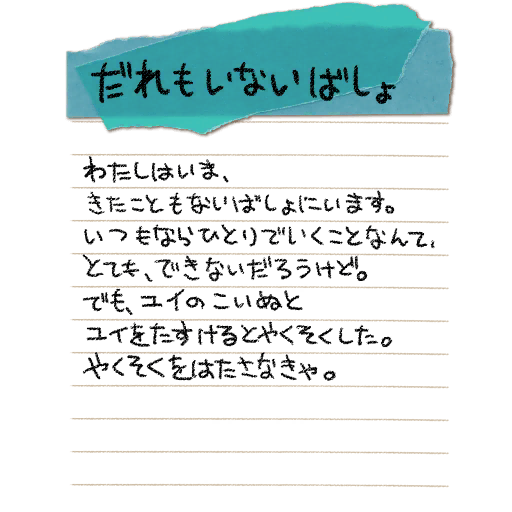 だれもいないばしょ
わたしはいま、
きたこともないばしょにいます。
いつもならひとりでいくことなんて、
とても、できないだろうけど。
でも、ユイのこいぬと
ユイをたすけるとやくそくした。
やくそくをはたさなきゃ。